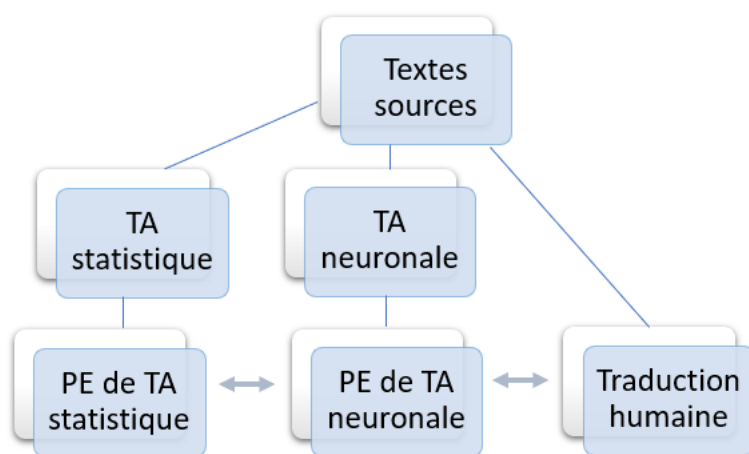 Textes
sources
TA
statistique
TA
neuronale
PE de TA
statistique
PE de TA
neuronale
Traduction
humaine